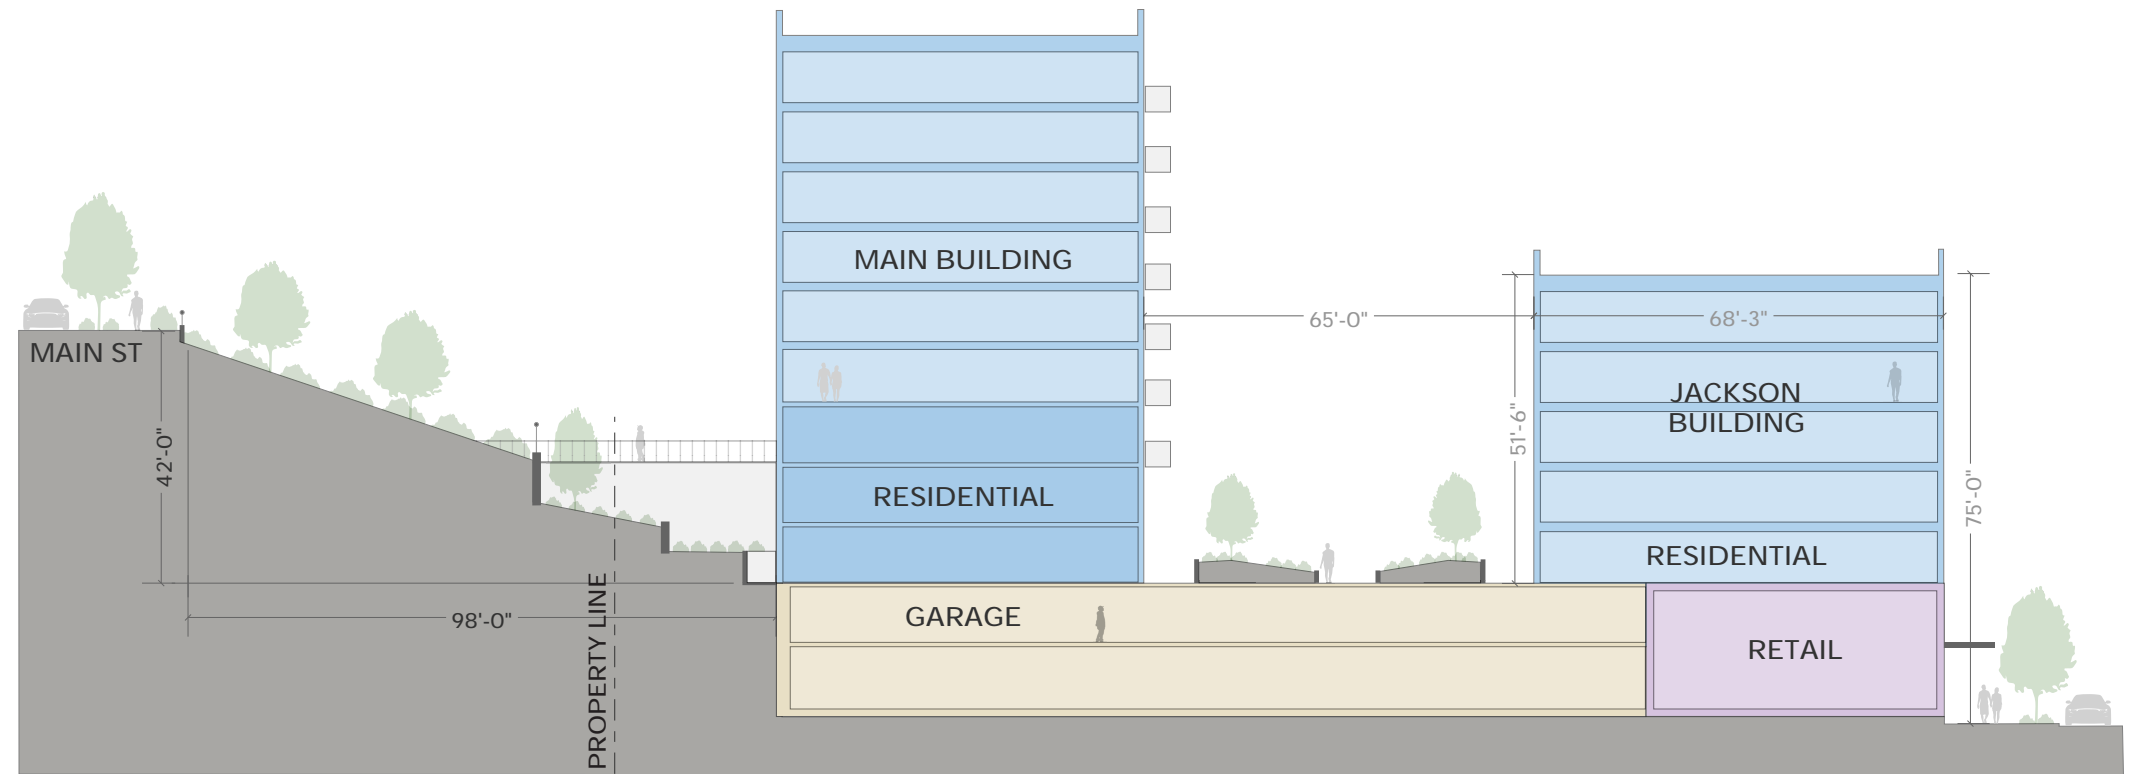 MAIN BUILDING
65'-0"
68'-3"
MAIN ST
JACKSON
BUILDING
51'-6"
42'-0"
75'-0"
RESIDENTIAL
RESIDENTIAL
GARAGE
98'-0"
PROPERTY LINE
RETAIL